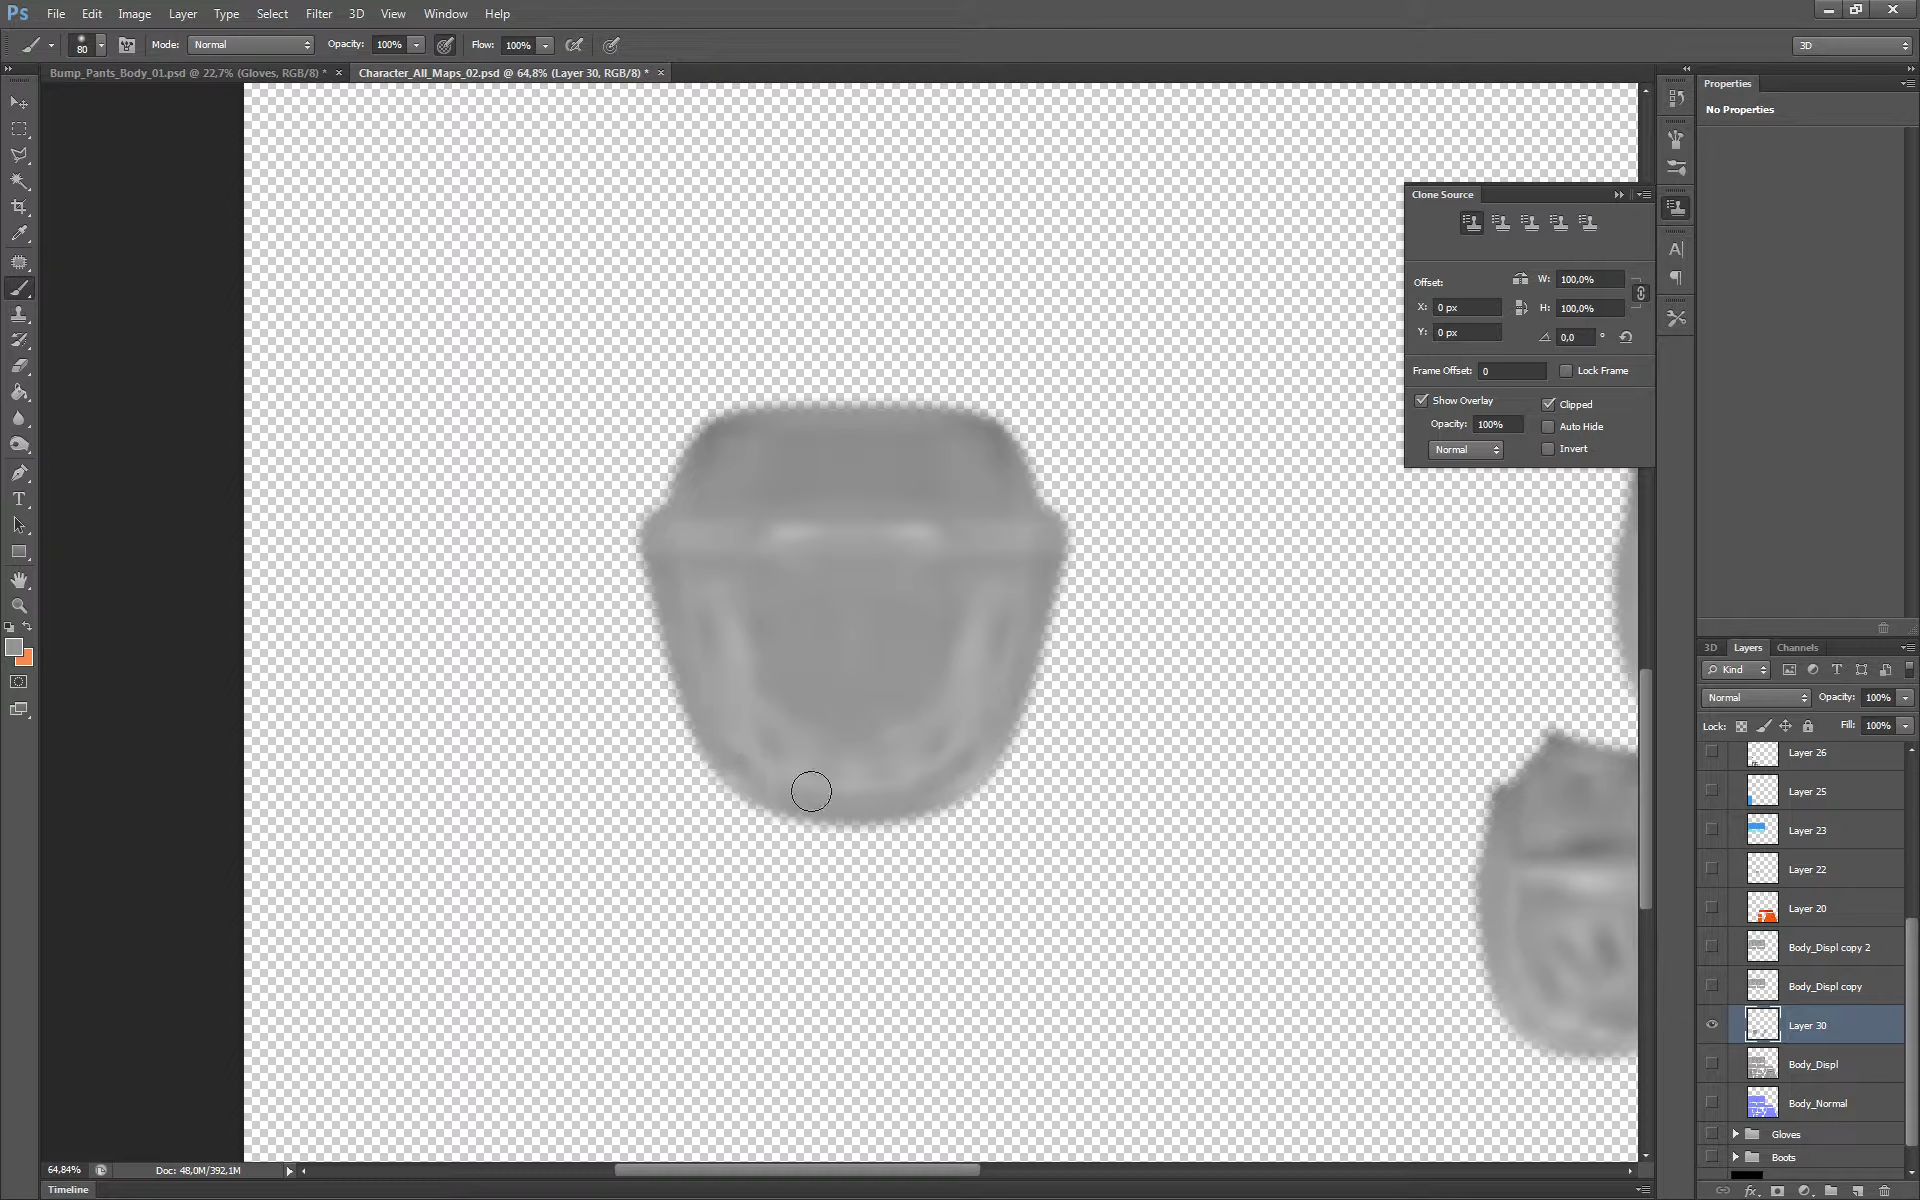 Ps File Edit Image Layer Type Select Filter 3D View Window Help
80 Mode: Normal Opacity: 100% Flow: 100% 3D
Bump_Pants_Body_01.psd @ 22,7% (Gloves, RGB/8) * × Character_All_Maps_02.psd @ 64,8% (Layer 30, RGB/8) * ×
Properties
No Properties
Clone Source
Offset: W: 100,0%
X: 0 px H: 100,0%
Y: 0 px 0,0 °
Frame Offset: 0 Lock Frame
Show Overlay Clipped
Opacity: 100% Auto Hide
Normal Invert
3D Layers Channels
Kind
Normal Opacity: 100%
Lock: Fill: 100%
Layer 26
Layer 25
Layer 23
Layer 22
Layer 20
Body_Displ copy 2
Body_Displ copy
Layer 30
Body_Displ
Body_Normal
Gloves
Boots
64,84% Doc: 48,0M/392,1M
Timeline